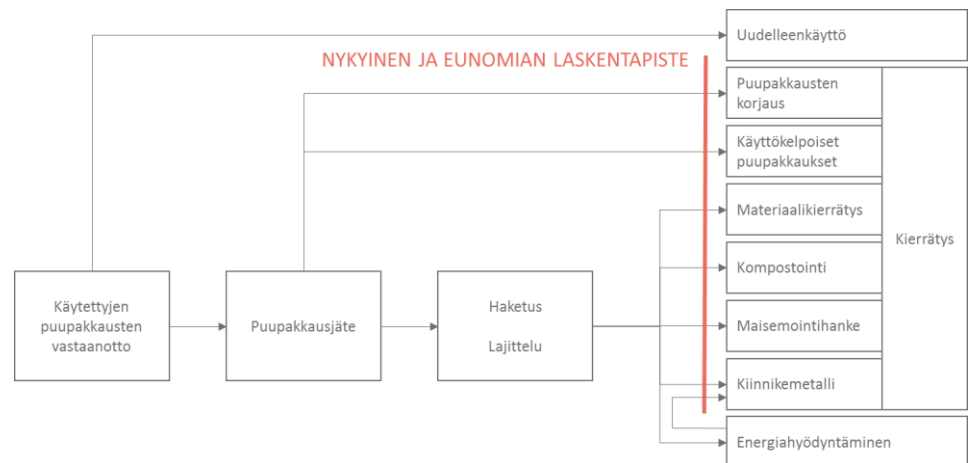 Uudelleenkäyttö
NYKYINEN JA EUNOMIAN LASKENTAPISTE
Puupakkausten
korjaus
Käyttökelpoiset
puupakkaukset
Materiaalikierrätys
Kierrätys
Kompostointi
Käytettyjen
puupakkausten
vastaanotto
Puupakkausjäte
Haketus
Lajittelu
Maisemointihanke
Kiinnikemetalli
Energiahyödyntäminen